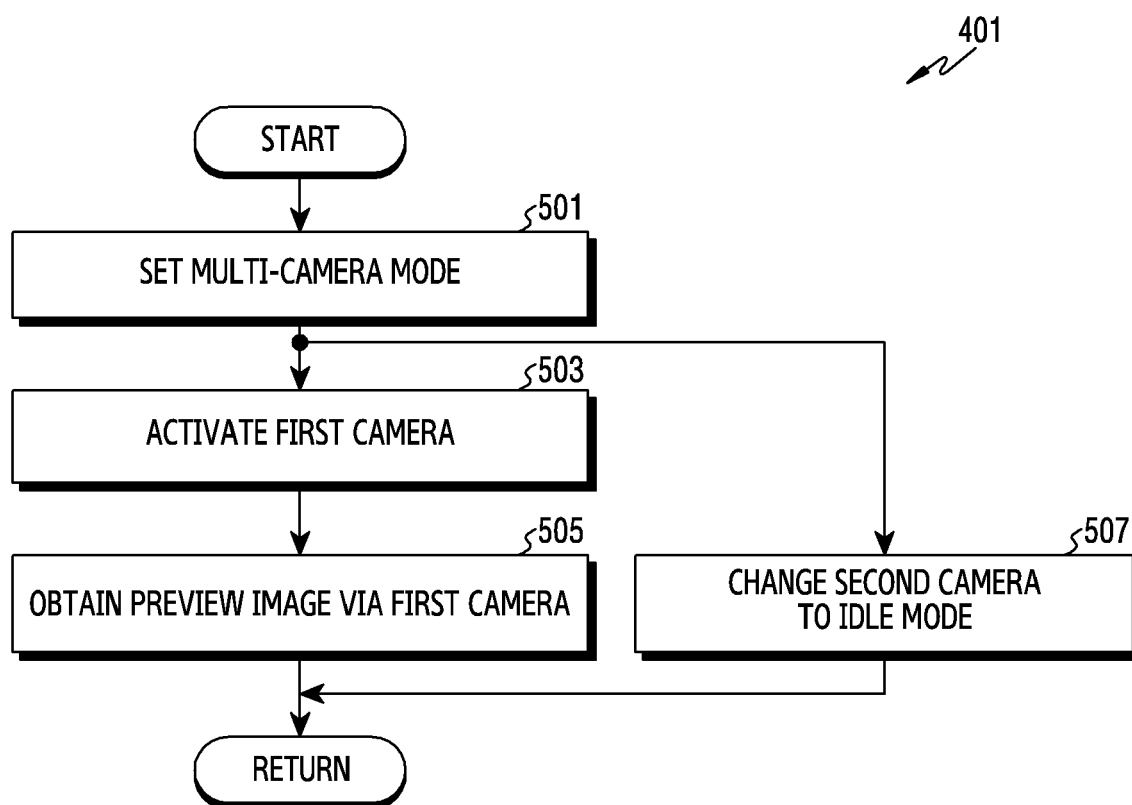 401
START
501
SET MULTI-CAMERA MODE
503
ACTIVATE FIRST CAMERA
505
OBTAIN PREVIEW IMAGE VIA FIRST CAMERA
507
CHANGE SECOND CAMERA
TO IDLE MODE
RETURN